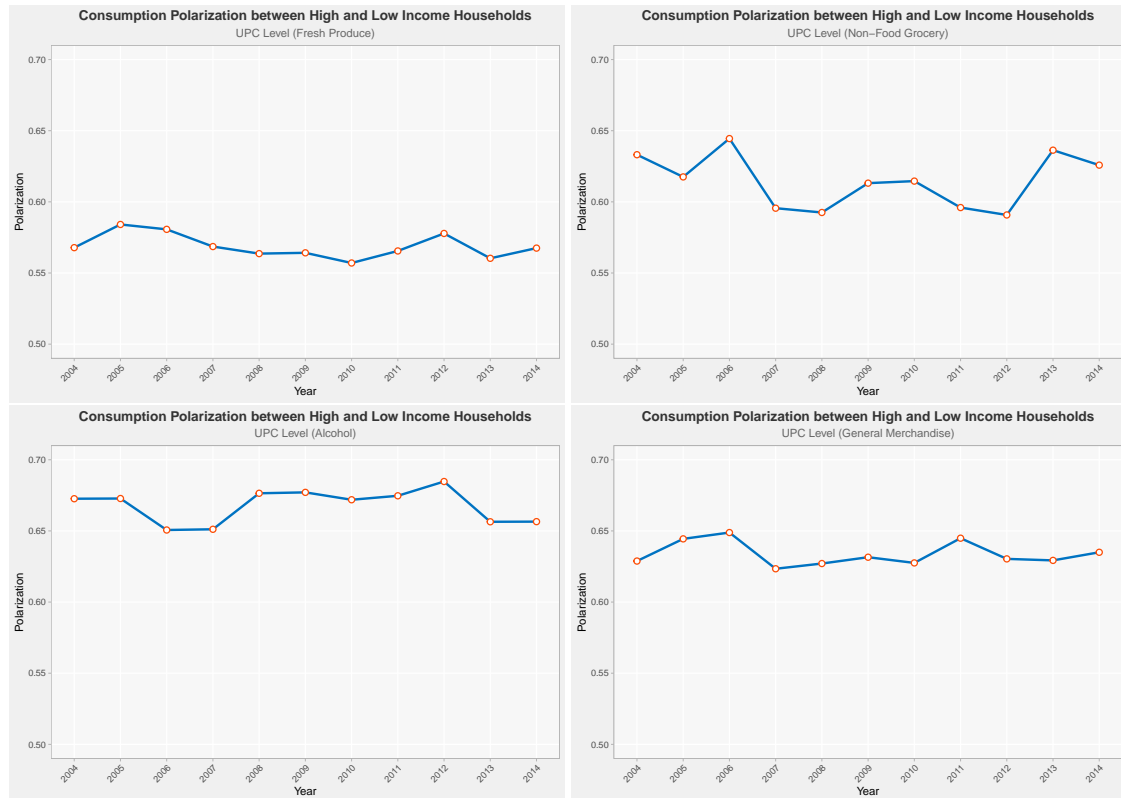 Consumption Polarization between High and Low Income Households
UPC Level (Fresh Produce)
Polarization
0.70
0.65
0.60
0.55
0.50
2004 2005 2006 2007 2008 2009 2010 2011 2012 2013 2014
Year
Consumption Polarization between High and Low Income Households
UPC Level (Non−Food Grocery)
Polarization
0.70
0.65
0.60
0.55
0.50
2004 2005 2006 2007 2008 2009 2010 2011 2012 2013 2014
Year
Consumption Polarization between High and Low Income Households
UPC Level (Alcohol)
Polarization
0.70
0.65
0.60
0.55
0.50
2004 2005 2006 2007 2008 2009 2010 2011 2012 2013 2014
Year
Consumption Polarization between High and Low Income Households
UPC Level (General Merchandise)
Polarization
0.70
0.65
0.60
0.55
0.50
2004 2005 2006 2007 2008 2009 2010 2011 2012 2013 2014
Year